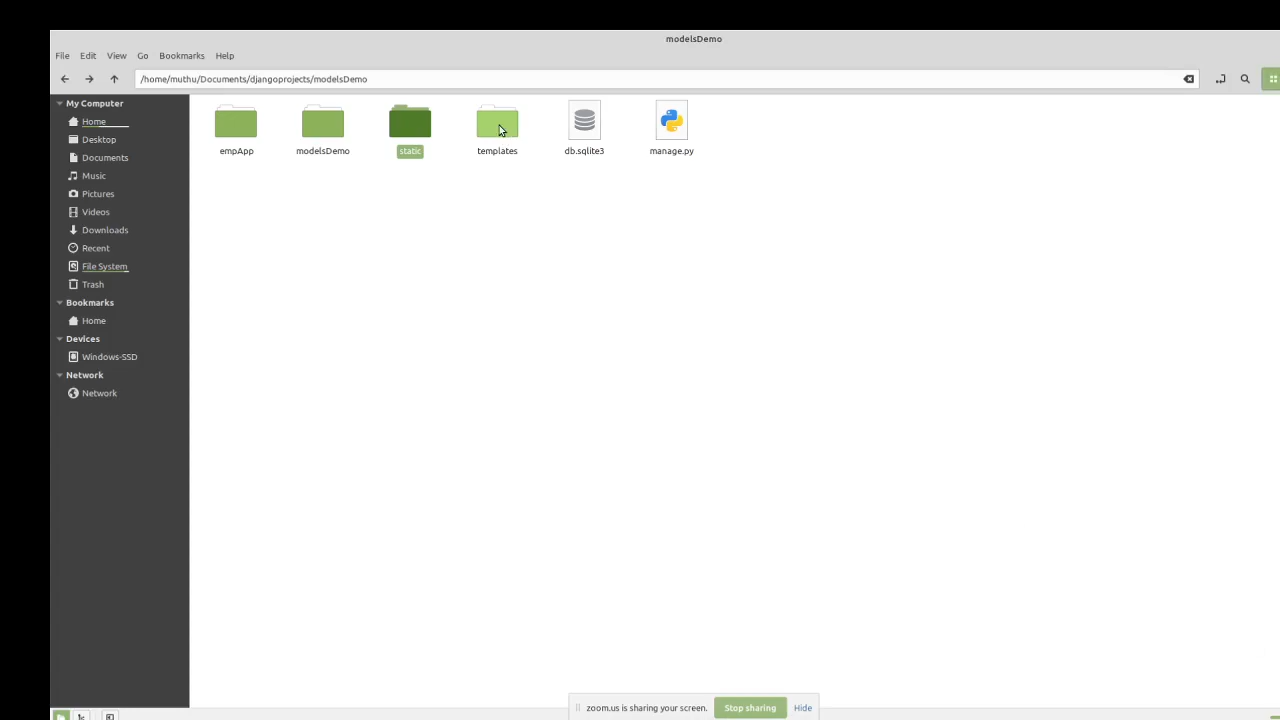 modelsDemo
File Edit View Go Bookmarks Help
/home/muthu/Documents/djangoprojects/modelsDemo
My Computer
Home
Desktop
Documents
Music
Pictures
Videos
Downloads
Recent
File System
Trash
Bookmarks
Home
Devices
Windows-SSD
Network
Network
empApp modelsDemo static templates db.sqlite3 manage.py
zoom.us is sharing your screen. Stop sharing Hide